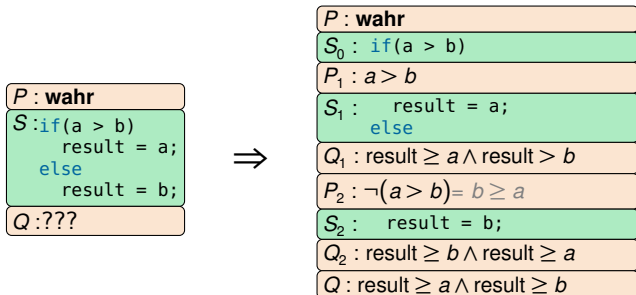 P : wahr
S : if(a > b)
result = a;
else
result = b;
Q :???
⇒
P : wahr
S₀ : if(a > b)
P₁ : a > b
S₁ : result = a;
else
Q₁ : result ≥ a ∧ result > b
P₂ : ¬(a > b) = b ≥ a
S₂ : result = b;
Q₂ : result ≥ b ∧ result ≥ a
Q : result ≥ a ∧ result ≥ b